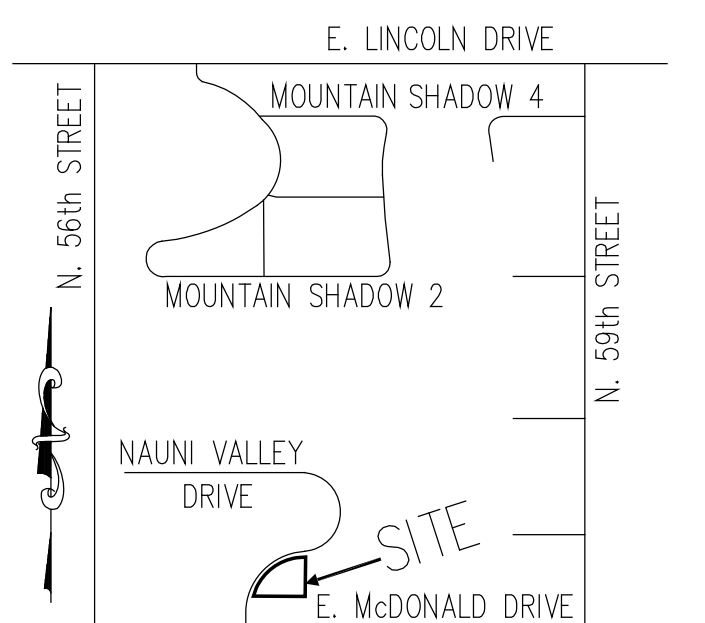 E. LINCOLN DRIVE
N. 56th STREET
MOUNTAIN SHADOW 4
N. 59th STREET
MOUNTAIN SHADOW 2
NAUNI VALLEY
DRIVE
SITE
E. McDONALD DRIVE